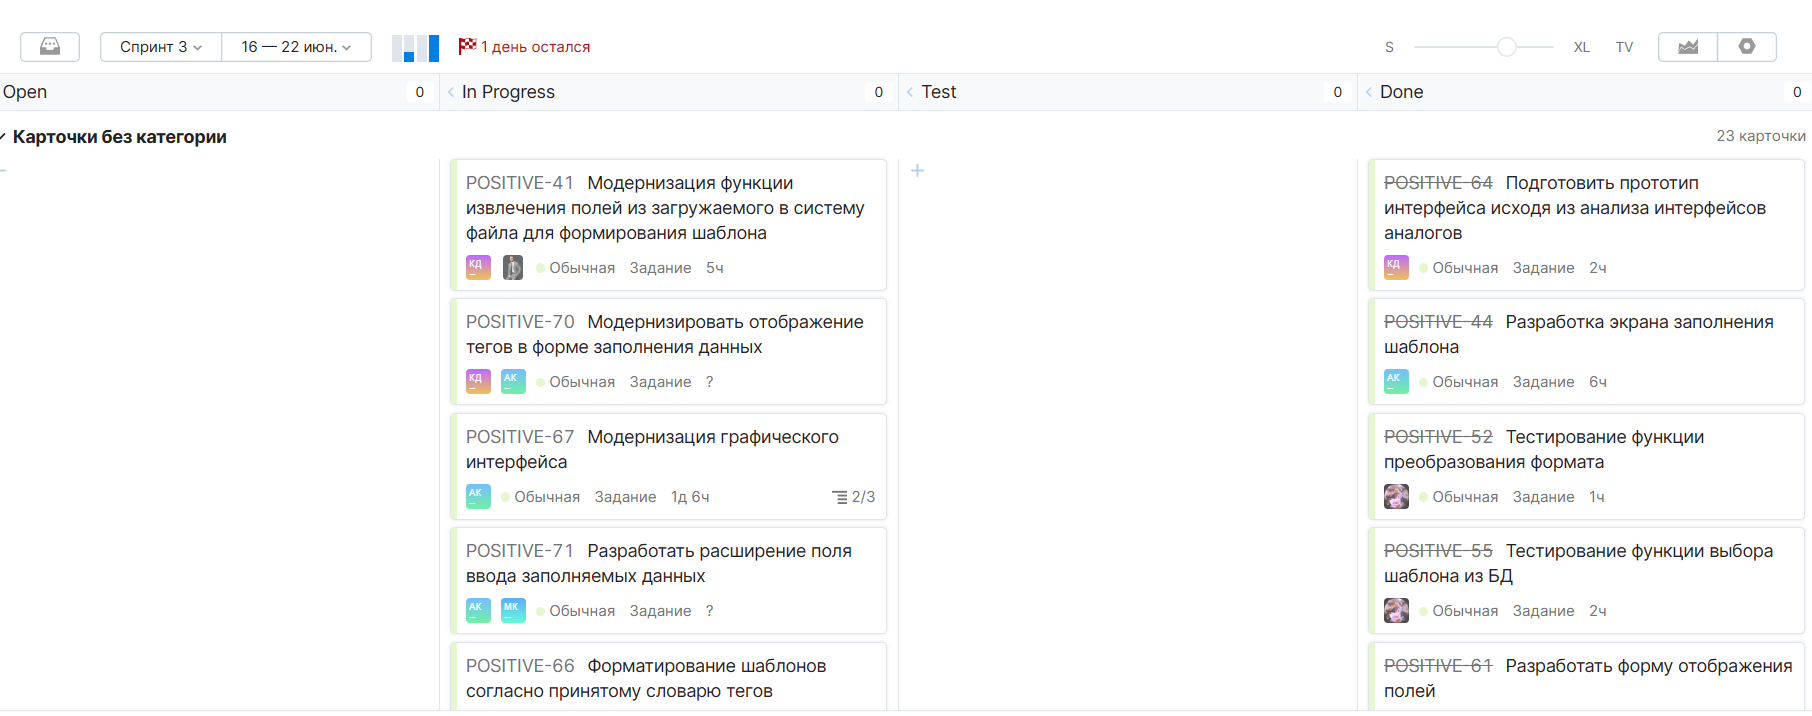 Спринт 3
16 — 22 июн.
1 день остался
S
XL
TV
Open
0
In Progress
0
Test
0
Done
0
Карточки без категории
23 карточки
POSITIVE-41 Модернизация функции
извлечения полей из загружаемого в систему
файла для формирования шаблона
КД
Обычная Задание 5ч
POSITIVE-70 Модернизировать отображение
тегов в форме заполнения данных
КД
АК
Обычная Задание ?
POSITIVE-67 Модернизация графического
интерфейса
АК
Обычная Задание 1д 6ч
2/3
POSITIVE-71 Разработать расширение поля
ввода заполняемых данных
АК
МК
Обычная Задание ?
POSITIVE-66 Форматирование шаблонов
согласно принятому словарю тегов
POSITIVE-64 Подготовить прототип
интерфейса исходя из анализа интерфейсов
аналогов
КД
Обычная Задание 2ч
POSITIVE-44 Разработка экрана заполнения
шаблона
АК
Обычная Задание 6ч
POSITIVE-52 Тестирование функции
преобразования формата
Обычная Задание 1ч
POSITIVE-55 Тестирование функции выбора
шаблона из БД
Обычная Задание 2ч
POSITIVE-61 Разработать форму отображения
полей